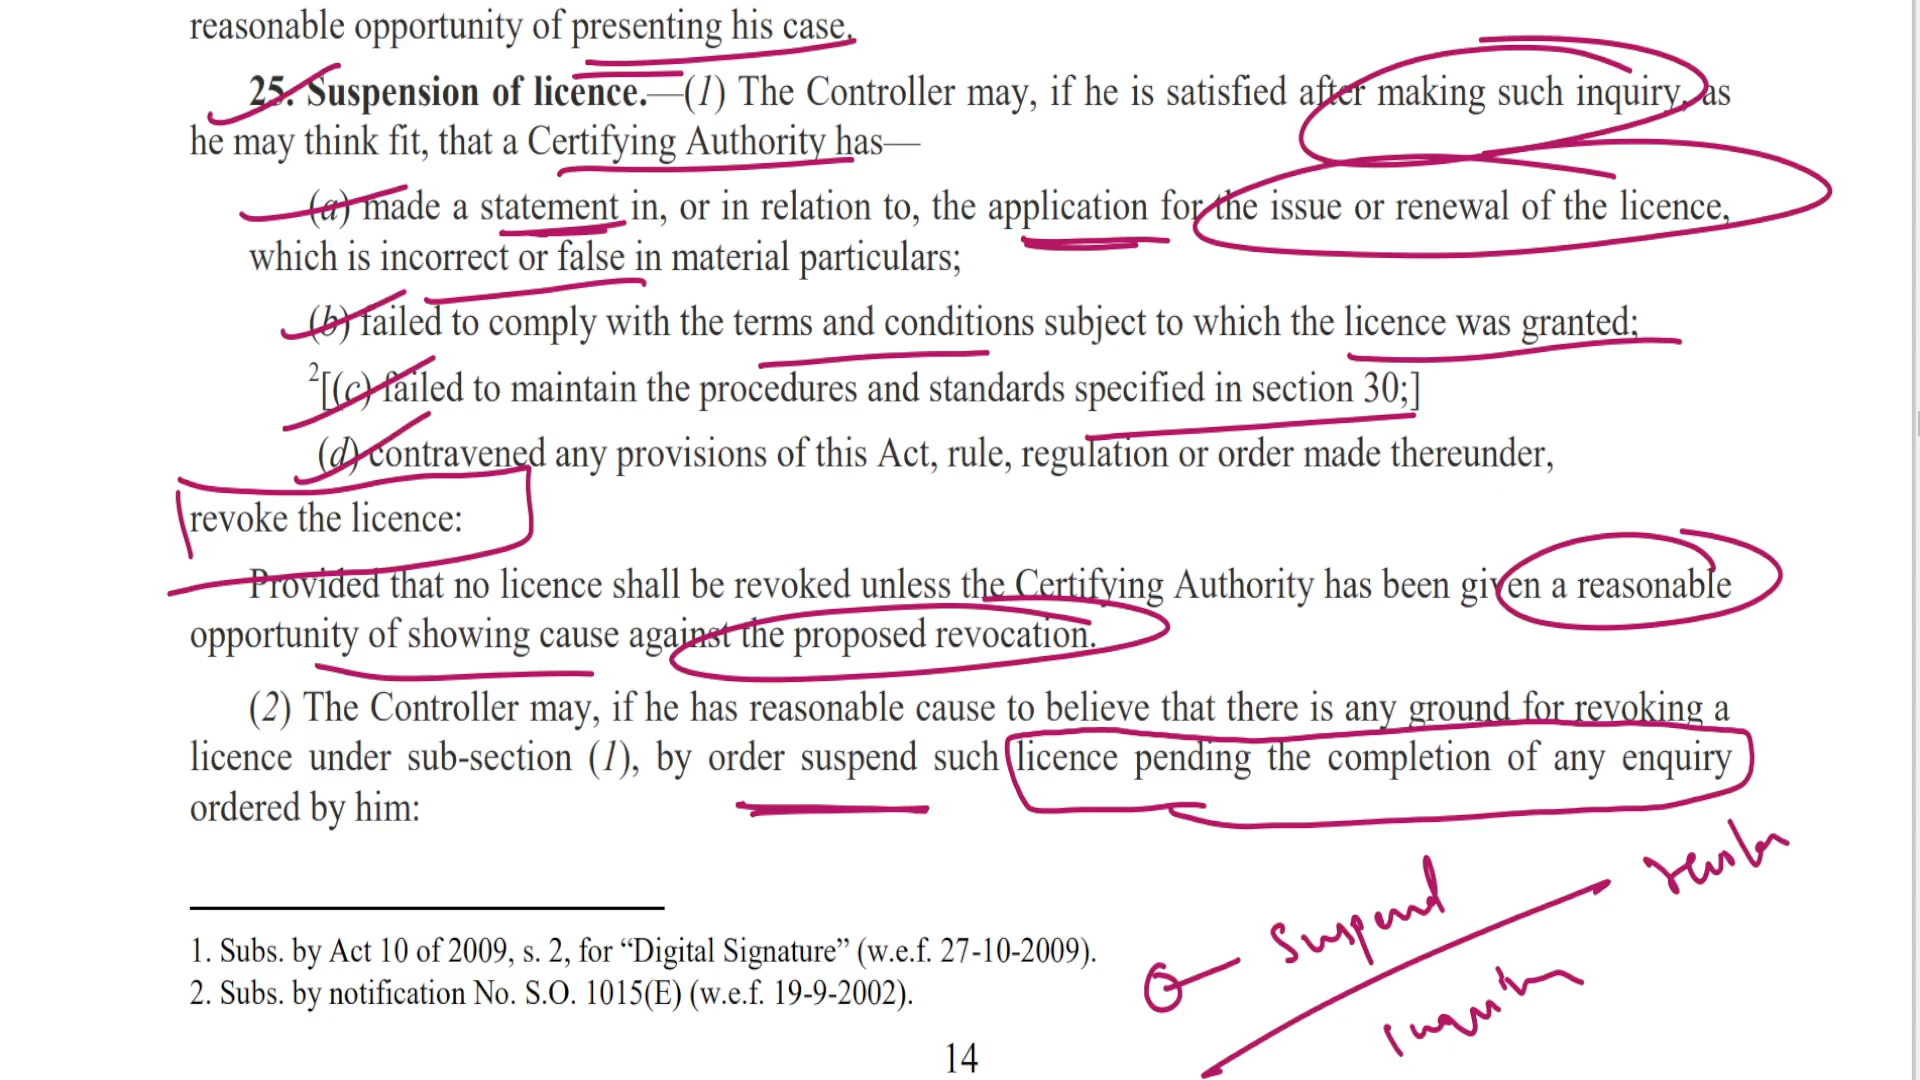 reasonable opportunity of presenting his case.
25. Suspension of licence.—(1) The Controller may, if he is satisfied after making such inquiry, as
he may think fit, that a Certifying Authority has—
(a) made a statement in, or in relation to, the application for the issue or renewal of the licence,
which is incorrect or false in material particulars;
(b) failed to comply with the terms and conditions subject to which the licence was granted;
2[(c) failed to maintain the procedures and standards specified in section 30;]
(d) contravened any provisions of this Act, rule, regulation or order made thereunder,
revoke the licence:
Provided that no licence shall be revoked unless the Certifying Authority has been given a reasonable
opportunity of showing cause against the proposed revocation.
(2) The Controller may, if he has reasonable cause to believe that there is any ground for revoking a
licence under sub-section (1), by order suspend such licence pending the completion of any enquiry
ordered by him:
1. Subs. by Act 10 of 2009, s. 2, for “Digital Signature” (w.e.f. 27-10-2009).
2. Subs. by notification No. S.O. 1015(E) (w.e.f. 19-9-2002).
14
Suspend